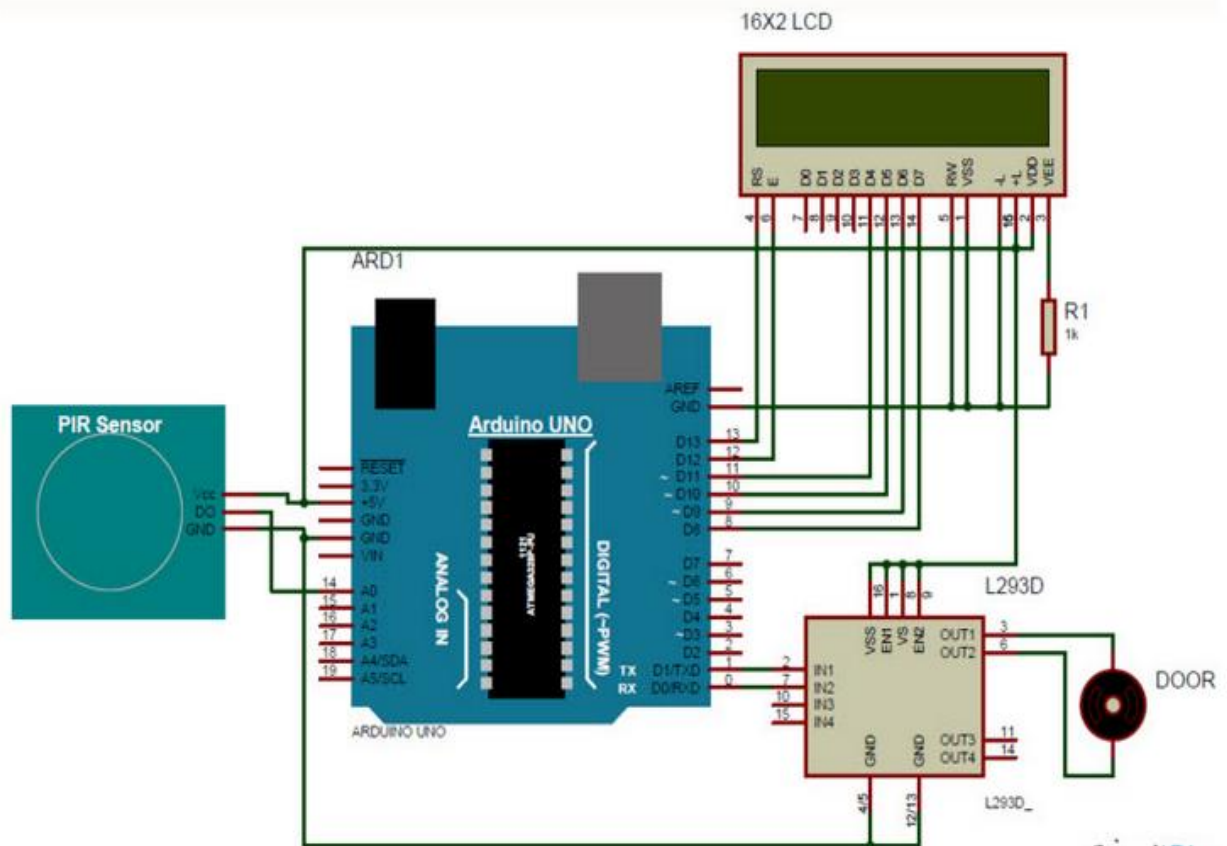 16X2 LCD
RS E D0 D1 D2 D3 D4 D5 D6 D7 RW VSS -L +L VDD VEE
4 6 7 8 9 10 11 12 13 14 5 1 15 2 3
ARD1
R1
1k
PIR Sensor
Vcc
DO
GND
Arduino UNO
RESET
3.3V
+5V
GND
GND
VIN
14 A0
15 A1
16 A2
17 A3
18 A4/SDA
19 A5/SCL
ANALOG IN
1121
ATMEGA328P-PU
DIGITAL (~PWM)
AREF
GND
D13 13
D12 12
~ D11 11
~ D10 10
~ D9 9
D8 8
D7 7
~ D6 6
~ D5 5
D4 4
~ D3 3
D2 2
TX D1/TXD 1
RX D0/RXD 0
ARDUINO UNO
L293D
16 1 8 9
VSS EN1 VS EN2
OUT1 3
OUT2 6
2 IN1
7 IN2
10 IN3
15 IN4
OUT3 11
OUT4 14
GND GND
4/5 12/13
L293D_
DOOR